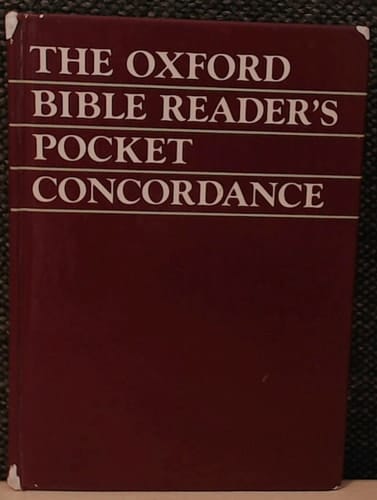 THE OXFORD
BIBLE READER'S
POCKET
CONCORDANCE